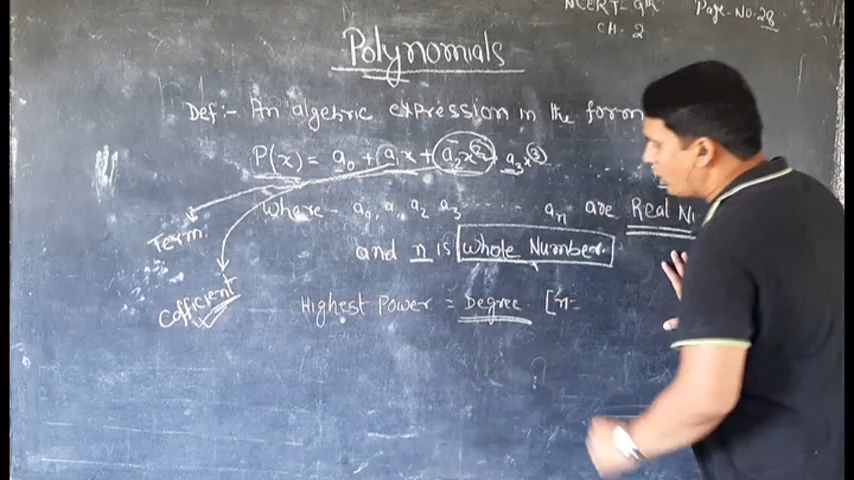 NCERT-9th Page-No.28
CH-2
Polynomials
Def:- An algebric expression in the form
P(x) = a₀ + a₁x + a₂x² + a₃x³ ........
where - a₀, a₁ a₂ a₃ ...... aₙ are Real Nu
and n is whole Number.
Term.
Highest Power = Degree. [n=
Cofficient